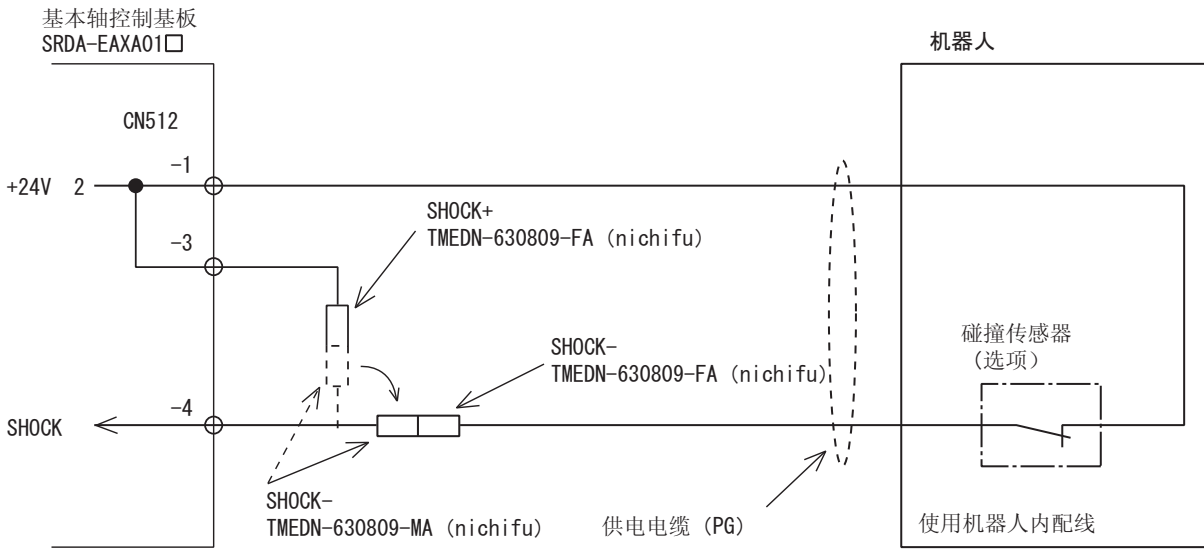 基本轴控制基板
SRDA-EAXA01□
机器人
CN512
-1
+24V 2
SHOCK+
TMEDN-630809-FA (nichifu)
-3
碰撞传感器
(选项)
SHOCK-
TMEDN-630809-FA (nichifu)
-4
SHOCK
SHOCK-
TMEDN-630809-MA (nichifu)
供电电缆 (PG)
使用机器人内配线